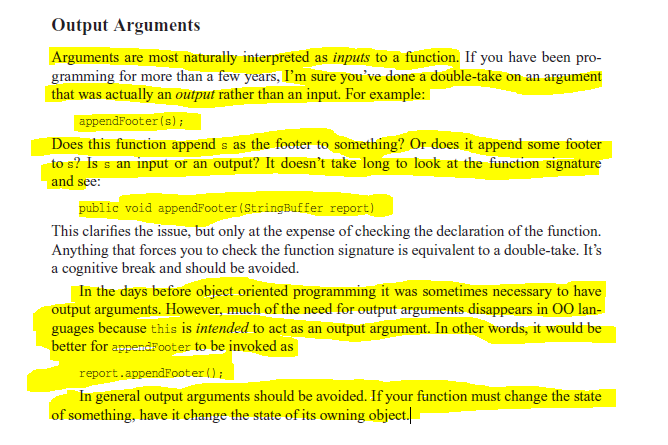 Output Arguments
Arguments are most naturally interpreted as inputs to a function. If you have been pro-
gramming for more than a few years, I'm sure you've done a double-take on an argument
that was actually an output rather than an input. For example:
appendFooter(s);
Does this function append s as the footer to something? Or does it append some footer
to s? Is s an input or an output? It doesn't take long to look at the function signature
and see:
public void appendFooter(StringBuffer report)
This clarifies the issue, but only at the expense of checking the declaration of the function.
Anything that forces you to check the function signature is equivalent to a double-take. It's
a cognitive break and should be avoided.
In the days before object oriented programming it was sometimes necessary to have
output arguments. However, much of the need for output arguments disappears in OO lan-
guages because this is intended to act as an output argument. In other words, it would be
better for appendFooter to be invoked as
report.appendFooter();
In general output arguments should be avoided. If your function must change the state
of something, have it change the state of its owning object.